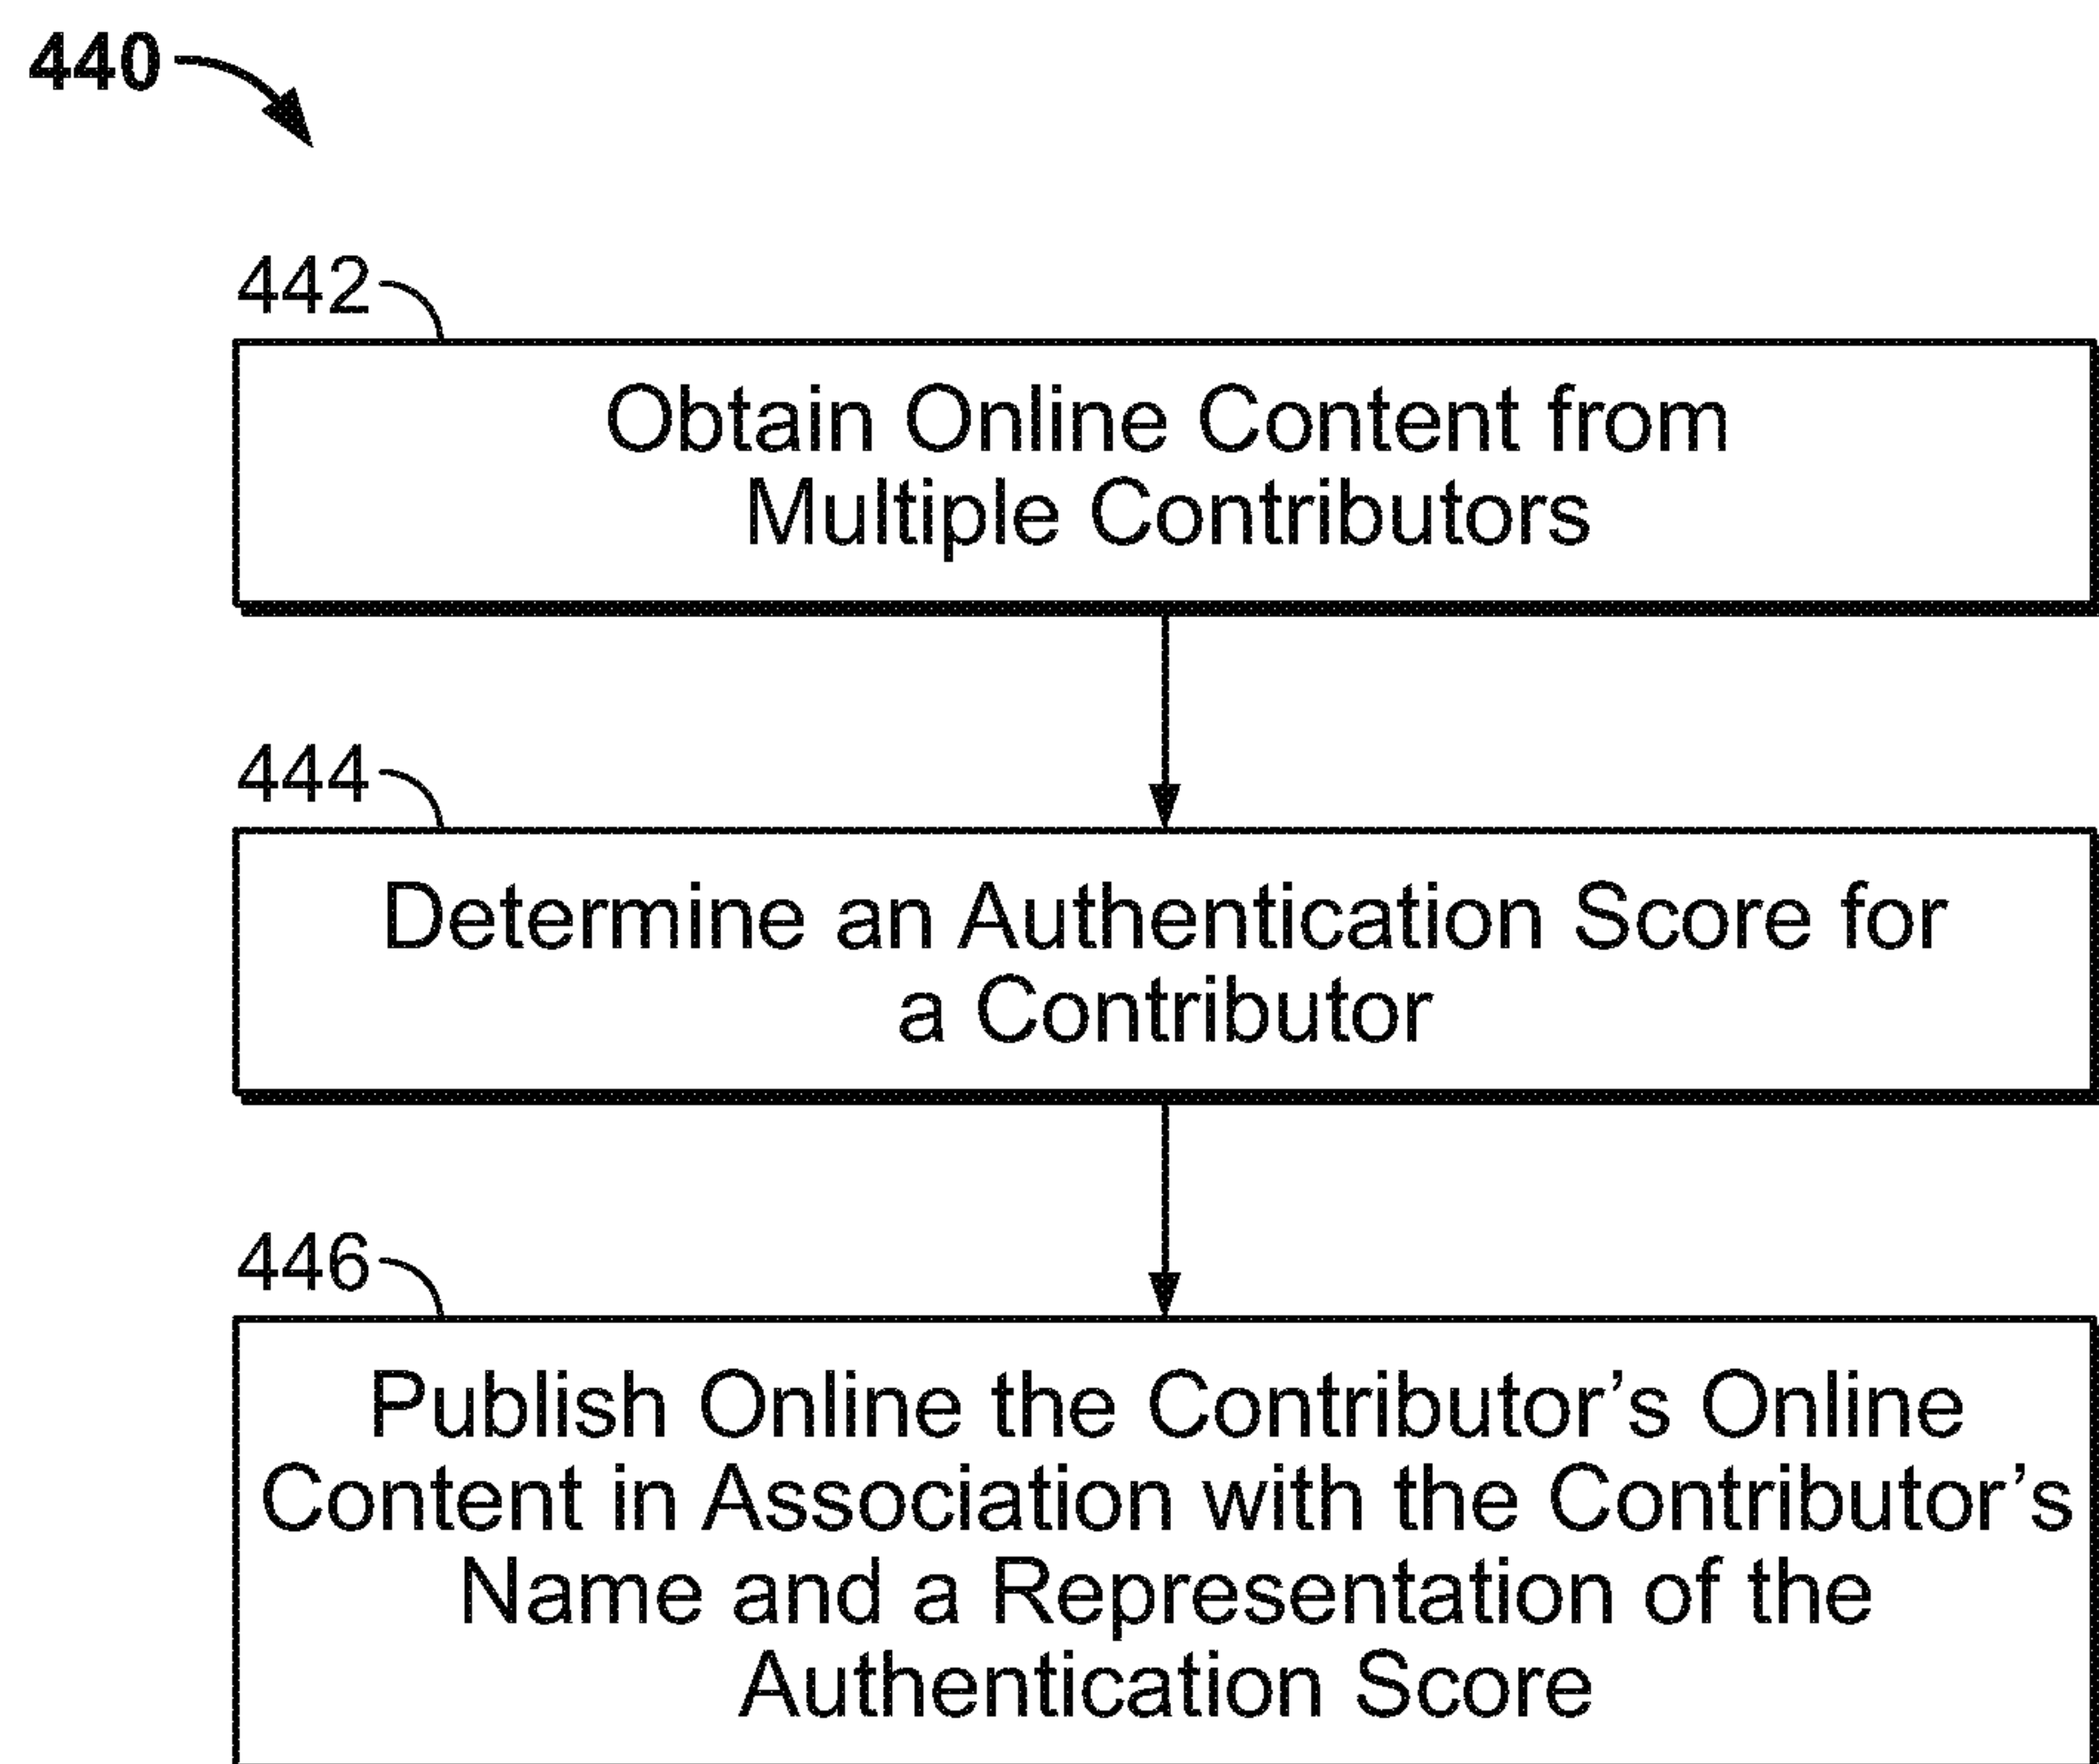 440
442
Obtain Online Content from
Multiple Contributors
444
Determine an Authentication Score for
a Contributor
446
Publish Online the Contributor’s Online
Content in Association with the Contributor’s
Name and a Representation of the
Authentication Score